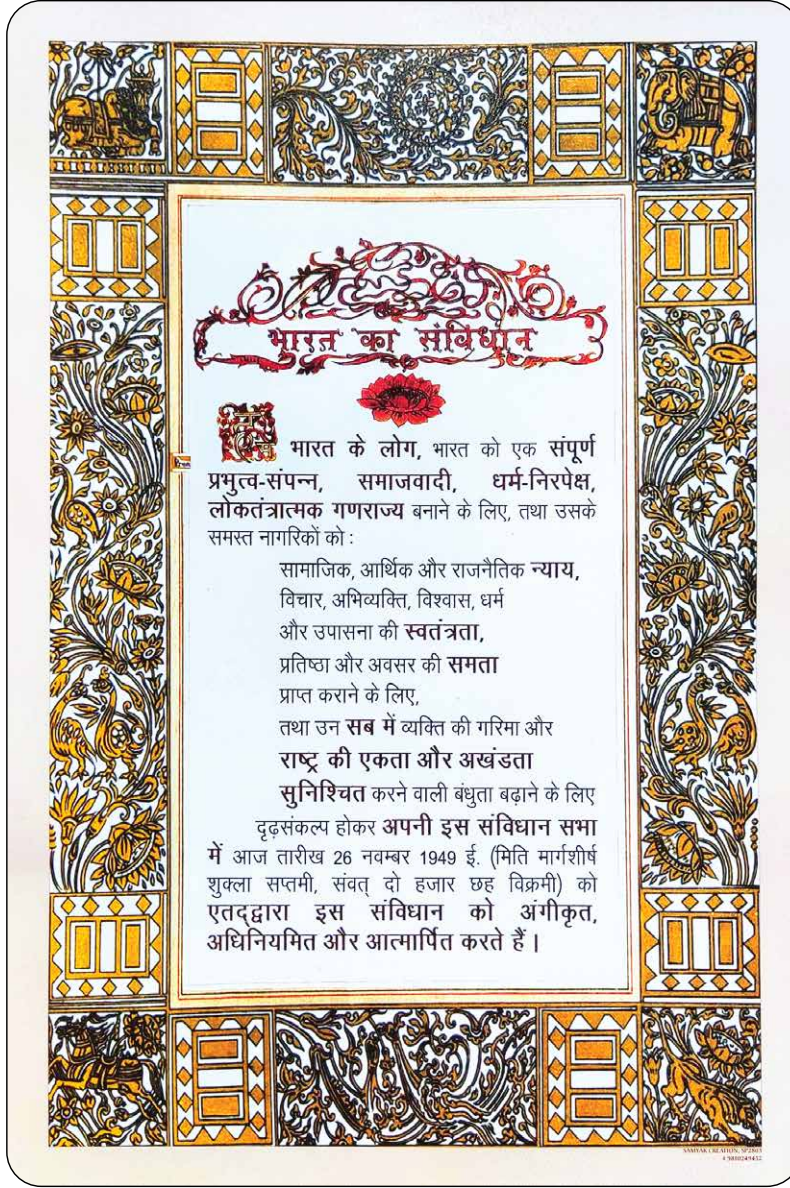 भारत का संविधान
हम भारत के लोग, भारत को एक संपूर्ण
प्रभुत्व-संपन्न, समाजवादी, धर्म-निरपेक्ष,
लोकतंत्रात्मक गणराज्य बनाने के लिए, तथा उसके
समस्त नागरिकों को :
सामाजिक, आर्थिक और राजनैतिक न्याय,
विचार, अभिव्यक्ति, विश्वास, धर्म
और उपासना की स्वतंत्रता,
प्रतिष्ठा और अवसर की समता
प्राप्त कराने के लिए,
तथा उन सब में व्यक्ति की गरिमा और
राष्ट्र की एकता और अखंडता
सुनिश्चित करने वाली बंधुता बढ़ाने के लिए
दृढ़संकल्प होकर अपनी इस संविधान सभा
में आज तारीख 26 नवम्बर 1949 ई. (मिति मार्गशीर्ष
शुक्ला सप्तमी, संवत् दो हजार छह विक्रमी) को
एतद्द्वारा इस संविधान को अंगीकृत,
अधिनियमित और आत्मार्पित करते हैं |
SAMYAK CREATION, SP2803